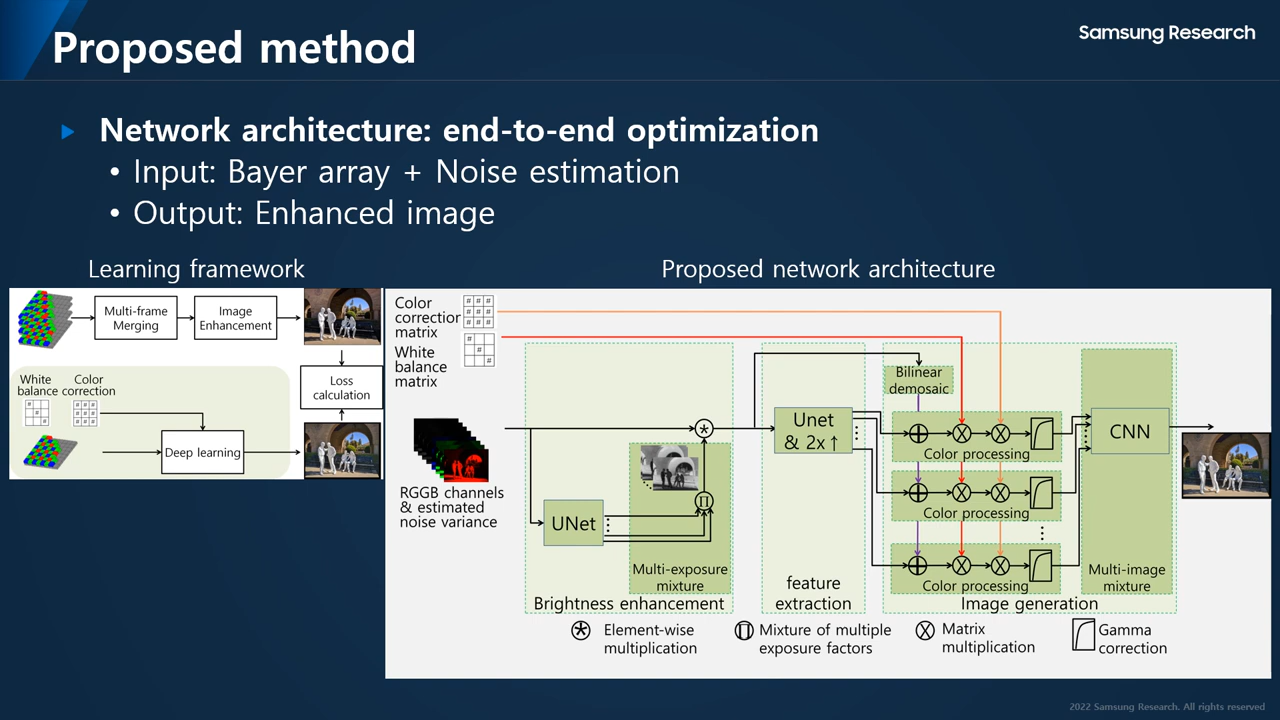 Proposed method
Samsung Research
Network architecture: end-to-end optimization
• Input: Bayer array + Noise estimation
• Output: Enhanced image
Learning framework
Multi-frame
Merging
Image
Enhancement
White
balance
Color
correction
Loss
calculation
Deep learning
Proposed network architecture
Color
correction
matrix
# # #
# # #
# # #
White
balance
matrix
#
#
#
RGGB channels
& estimated
noise variance
UNet
Π
Multi-exposure
mixture
Brightness enhancement
Unet
& 2x↑
feature
extraction
Bilinear
demosaic
Color processing
Color processing
Color processing
CNN
Multi-image
mixture
Image generation
Element-wise
multiplication
Mixture of multiple
exposure factors
Matrix
multiplication
Gamma
correction
2022 Samsung Research. All rights reserved